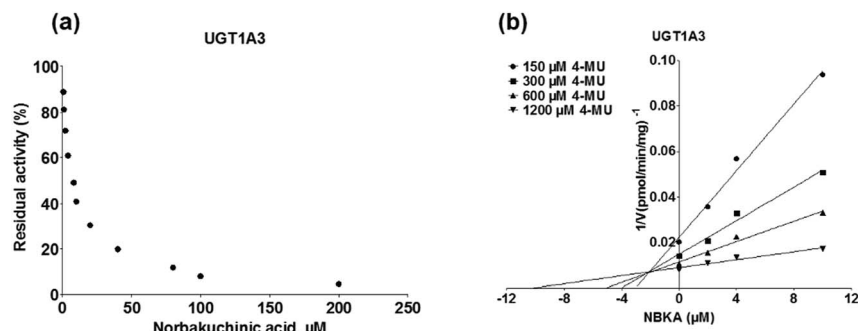 (a)
UGT1A3
100
80
60
40
20
0
0 50 100 150 200 250
Residual activity (%)
Norbakuchinic acid, µM
(b)
UGT1A3
150 µM 4-MU
300 µM 4-MU
600 µM 4-MU
1200 µM 4-MU
0.10
0.08
0.06
0.04
0.02
1/V(pmol/min/mg) -1
-12 -8 -4 0 4 8 12
NBKA (µM)